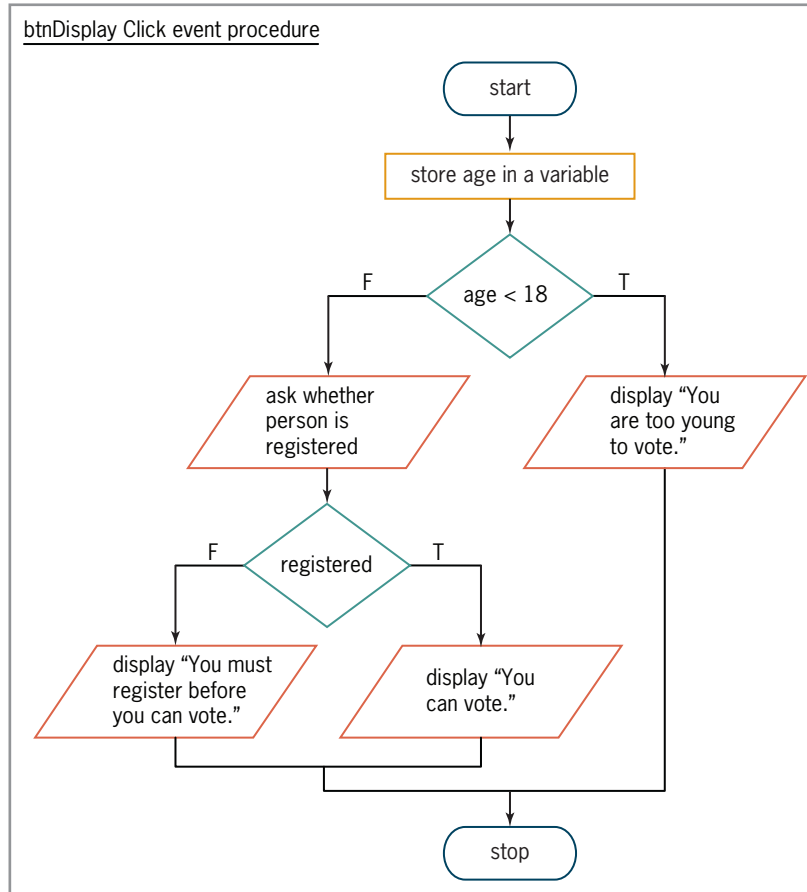 btnDisplay Click event procedure
start
store age in a variable
age < 18
F
T
ask whether
person is
registered
display “You
are too young
to vote.”
registered
F
T
display “You must
register before
you can vote.”
display “You
can vote.”
stop